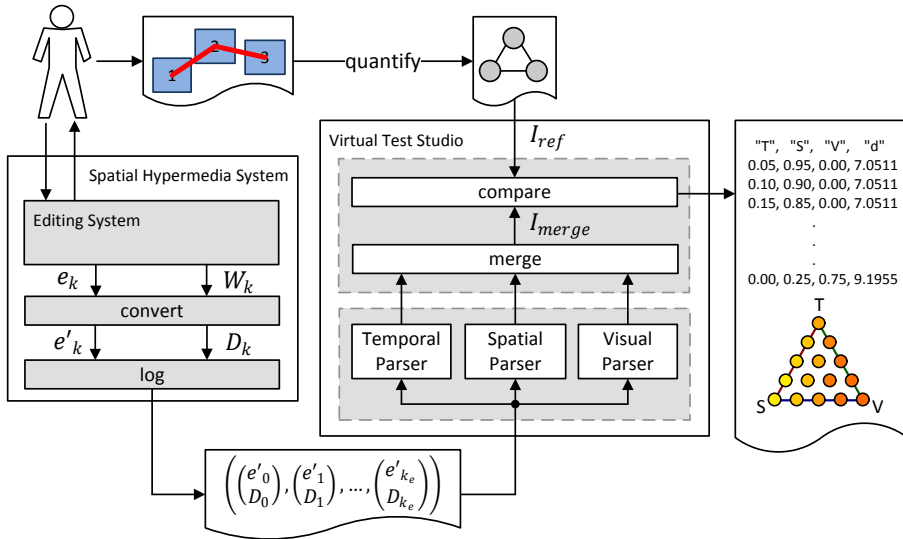 1 2 3
quantify
Spatial Hypermedia System
Editing System
e_k W_k
convert
e'_k D_k
log
((e'_0 D_0), (e'_1 D_1), ..., (e'_{k_e} D_{k_e}))
Virtual Test Studio
I_ref
compare
I_merge
merge
Temporal Parser
Spatial Parser
Visual Parser
"T", "S", "V", "d"
0.05, 0.95, 0.00, 7.0511
0.10, 0.90, 0.00, 7.0511
0.15, 0.85, 0.00, 7.0511
.
.
.
0.00, 0.25, 0.75, 9.1955
T
S V